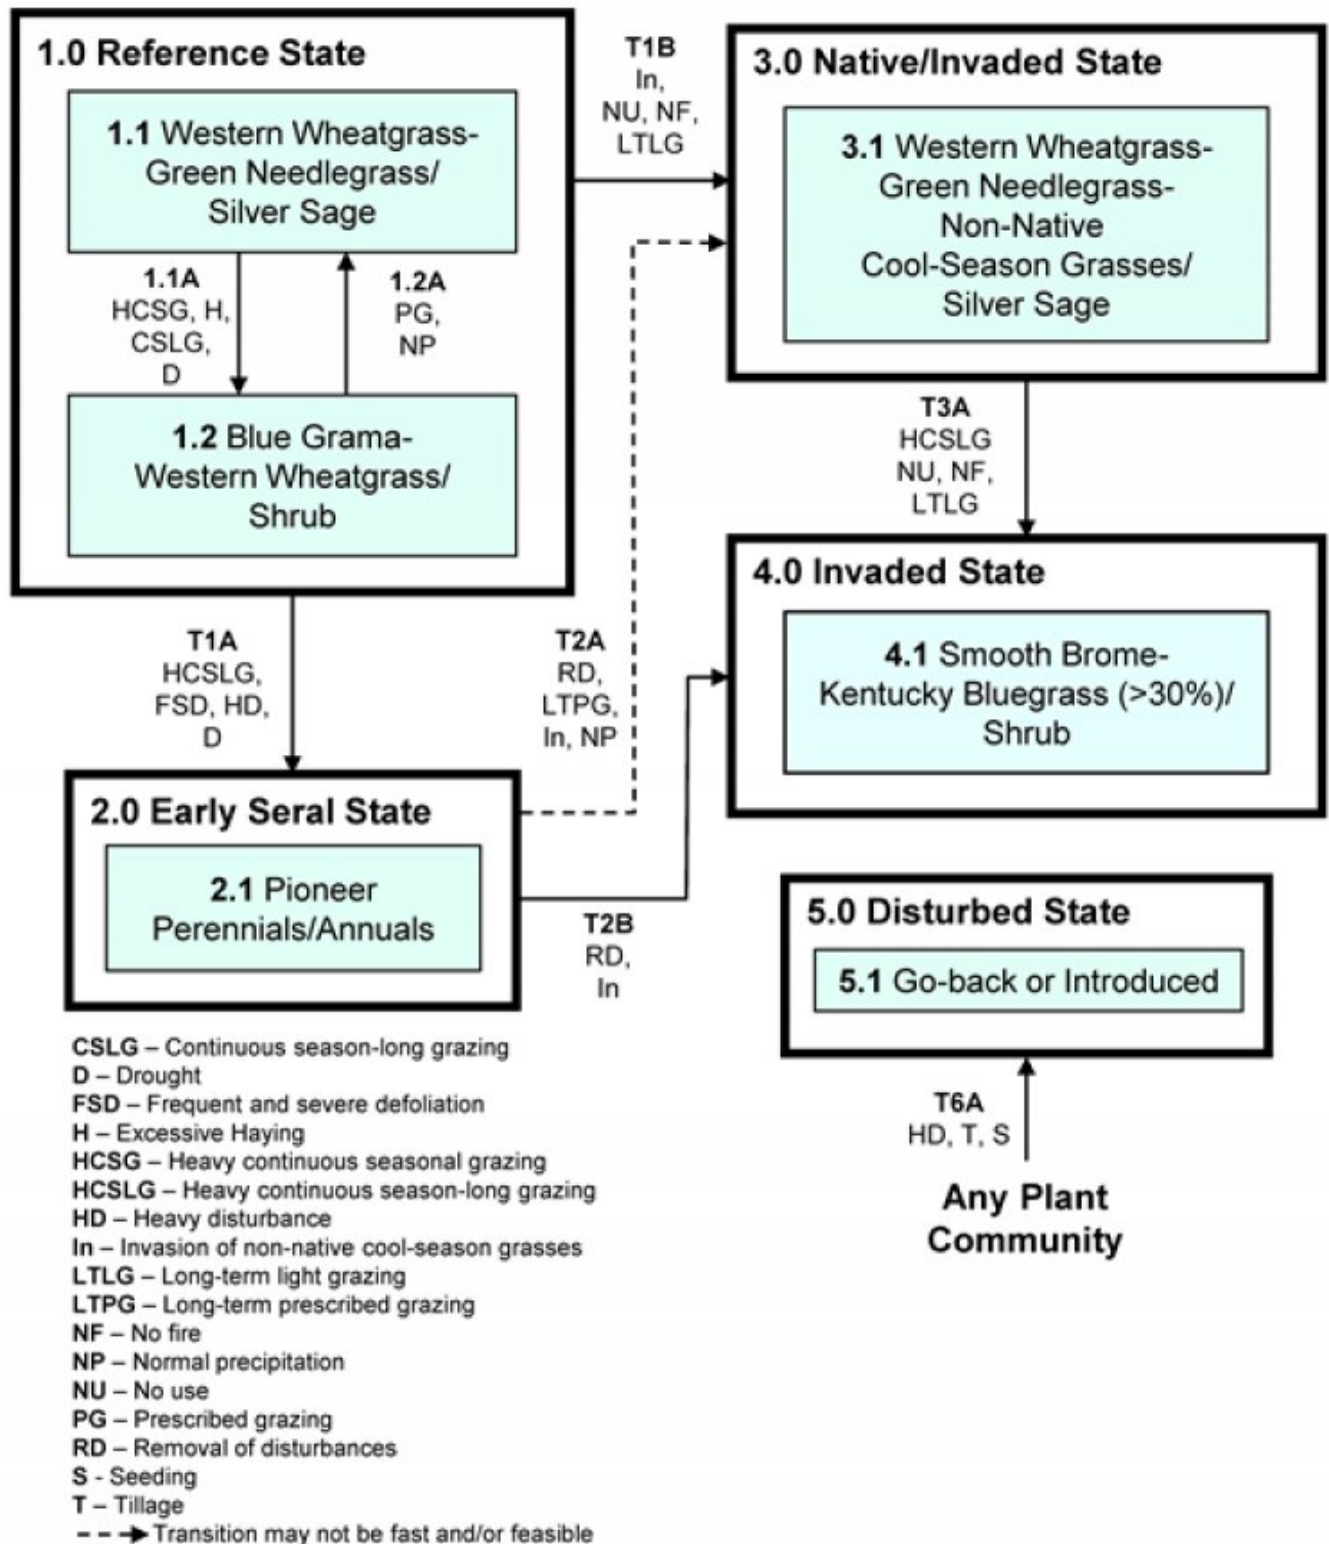 1.0 Reference State
1.1 Western Wheatgrass-
Green Needlegrass/
Silver Sage
1.1A
HCSG, H,
CSLG,
D
1.2A
PG,
NP
1.2 Blue Grama-
Western Wheatgrass/
Shrub
T1B
In,
NU, NF,
LTLG
3.0 Native/Invaded State
3.1 Western Wheatgrass-
Green Needlegrass-
Non-Native
Cool-Season Grasses/
Silver Sage
T3A
HCSLG
NU, NF,
LTLG
T1A
HCSLG,
FSD, HD,
D
T2A
RD,
LTPG,
In, NP
4.0 Invaded State
4.1 Smooth Brome-
Kentucky Bluegrass (>30%)/
Shrub
2.0 Early Seral State
2.1 Pioneer
Perennials/Annuals
T2B
RD,
In
5.0 Disturbed State
5.1 Go-back or Introduced
T6A
HD, T, S
Any Plant
Community
CSLG – Continuous season-long grazing
D – Drought
FSD – Frequent and severe defoliation
H – Excessive Haying
HCSG – Heavy continuous seasonal grazing
HCSLG – Heavy continuous season-long grazing
HD – Heavy disturbance
In – Invasion of non-native cool-season grasses
LTLG – Long-term light grazing
LTPG – Long-term prescribed grazing
NF – No fire
NP – Normal precipitation
NU – No use
PG – Prescribed grazing
RD – Removal of disturbances
S - Seeding
T – Tillage
Transition may not be fast and/or feasible